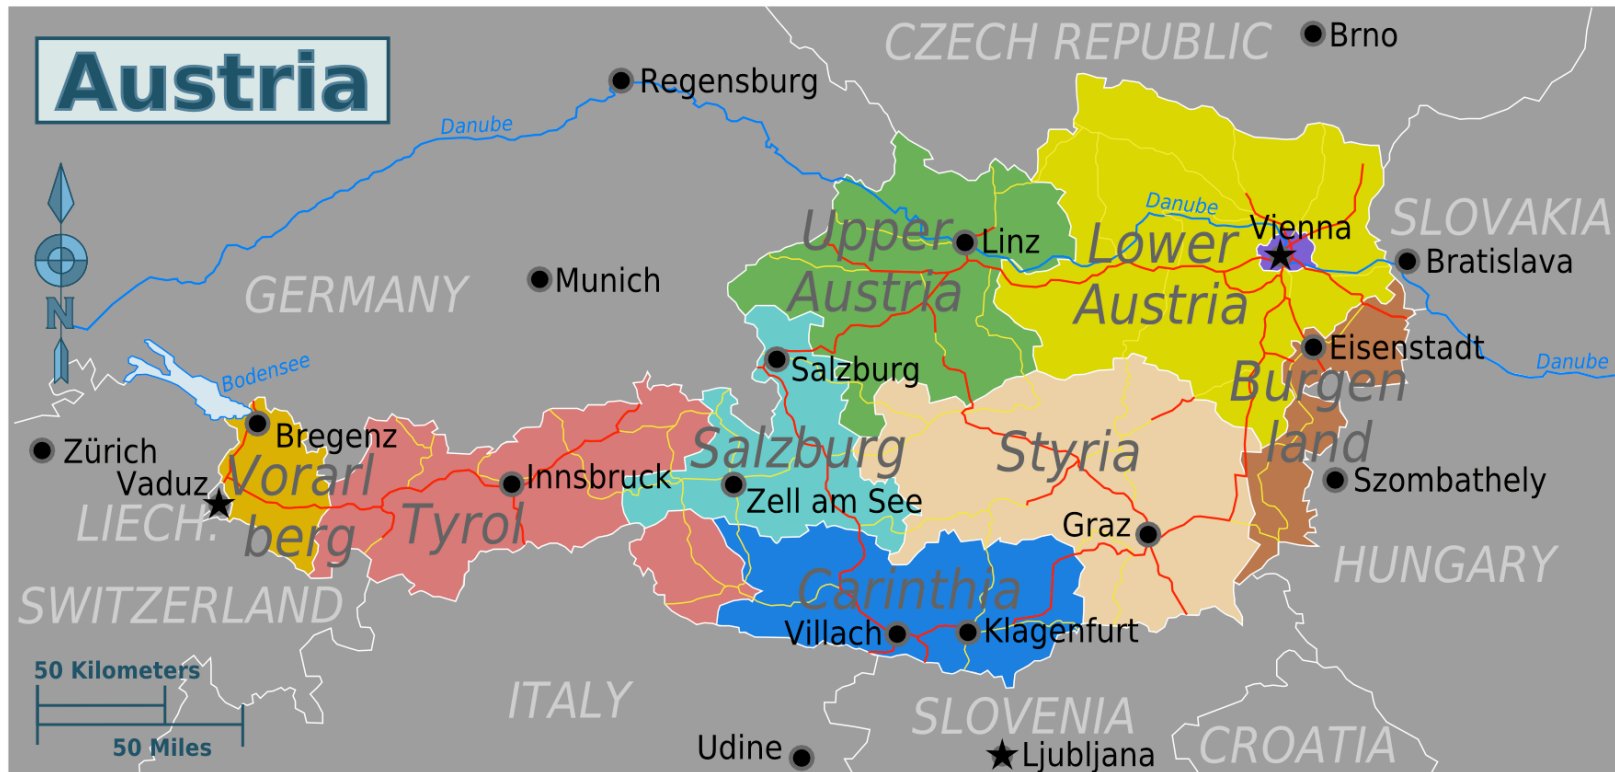 Austria
CZECH REPUBLIC
Brno
Regensburg
Danube
Upper
Austria
Linz
Danube
Lower
Austria
Vienna
SLOVAKIA
Bratislava
GERMANY
Munich
N
Bodensee
Salzburg
Eisenstadt
Danube
Burgen
land
Zürich
Bregenz
Vaduz
Vorarl
berg
LIECH.
Innsbruck
Tyrol
Salzburg
Zell am See
Styria
Graz
Szombathely
HUNGARY
SWITZERLAND
Carinthia
Villach
Klagenfurt
50 Kilometers
50 Miles
ITALY
SLOVENIA
CROATIA
Udine
Ljubljana